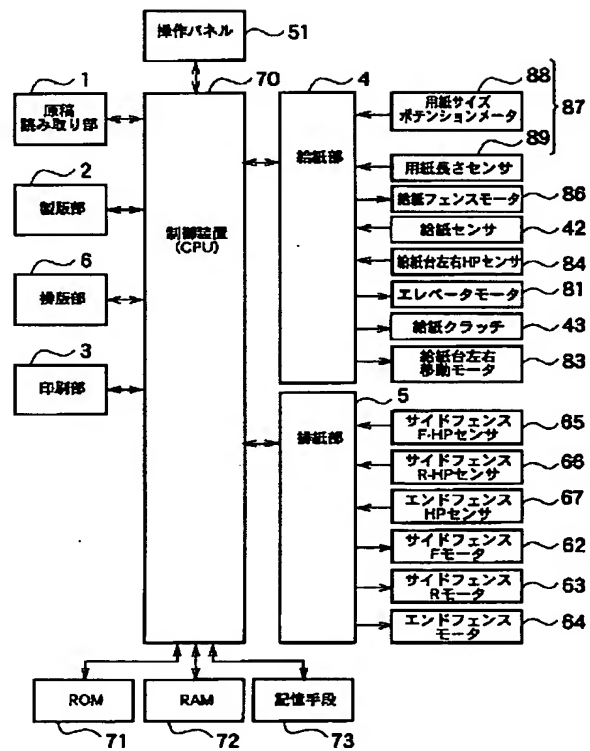 操作パネル
51
1
原稿
読み取り部
2
製版部
6
排版部
3
印刷部
70
制御装置
(CPU)
4
給紙部
88
用紙サイズ
ポテンションメータ
87
89
用紙長さセンサ
給紙フェンスモータ
86
給紙センサ
42
給紙台左右HPセンサ
84
エレベータモータ
81
給紙クラッチ
43
給紙台左右
移動モータ
83
5
排紙部
サイドフェンス
F-HPセンサ
65
サイドフェンス
R-HPセンサ
66
エンドフェンス
HPセンサ
67
サイドフェンス
Fモータ
62
サイドフェンス
Rモータ
63
エンドフェンス
モータ
64
ROM
71
RAM
72
記憶手段
73